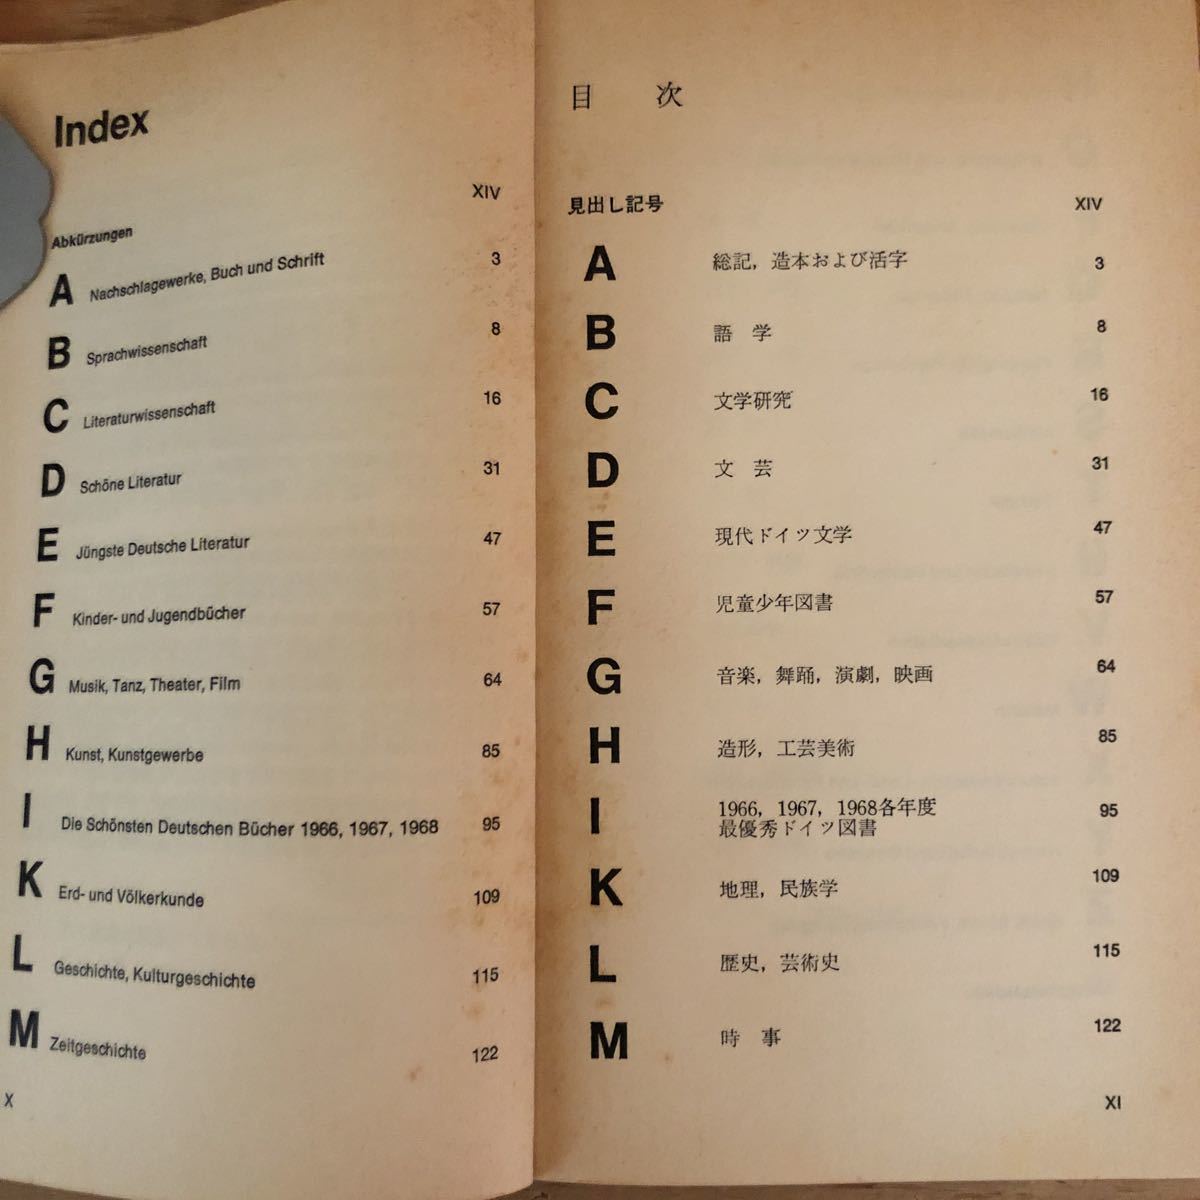 Index
Abkürzungen XIV
A Nachschlagewerke, Buch und Schrift 3
B Sprachwissenschaft 8
C Literaturwissenschaft 16
D Schöne Literatur 31
E Jüngste Deutsche Literatur 47
F Kinder- und Jugendbücher 57
G Musik, Tanz, Theater, Film 64
H Kunst, Kunstgewerbe 85
I Die Schönsten Deutschen Bücher 1966, 1967, 1968 95
K Erd- und Völkerkunde 109
L Geschichte, Kulturgeschichte 115
M Zeitgeschichte 122
X
目 次
見出し記号 XIV
A 総記，造本および活字 3
B 語 学 8
C 文学研究 16
D 文 芸 31
E 現代ドイツ文学 47
F 児童少年図書 57
G 音楽，舞踊，演劇，映画 64
H 造形，工芸美術 85
I 1966，1967，1968各年度
最優秀ドイツ図書 95
K 地理，民族学 109
L 歴史，芸術史 115
M 時 事 122
XI